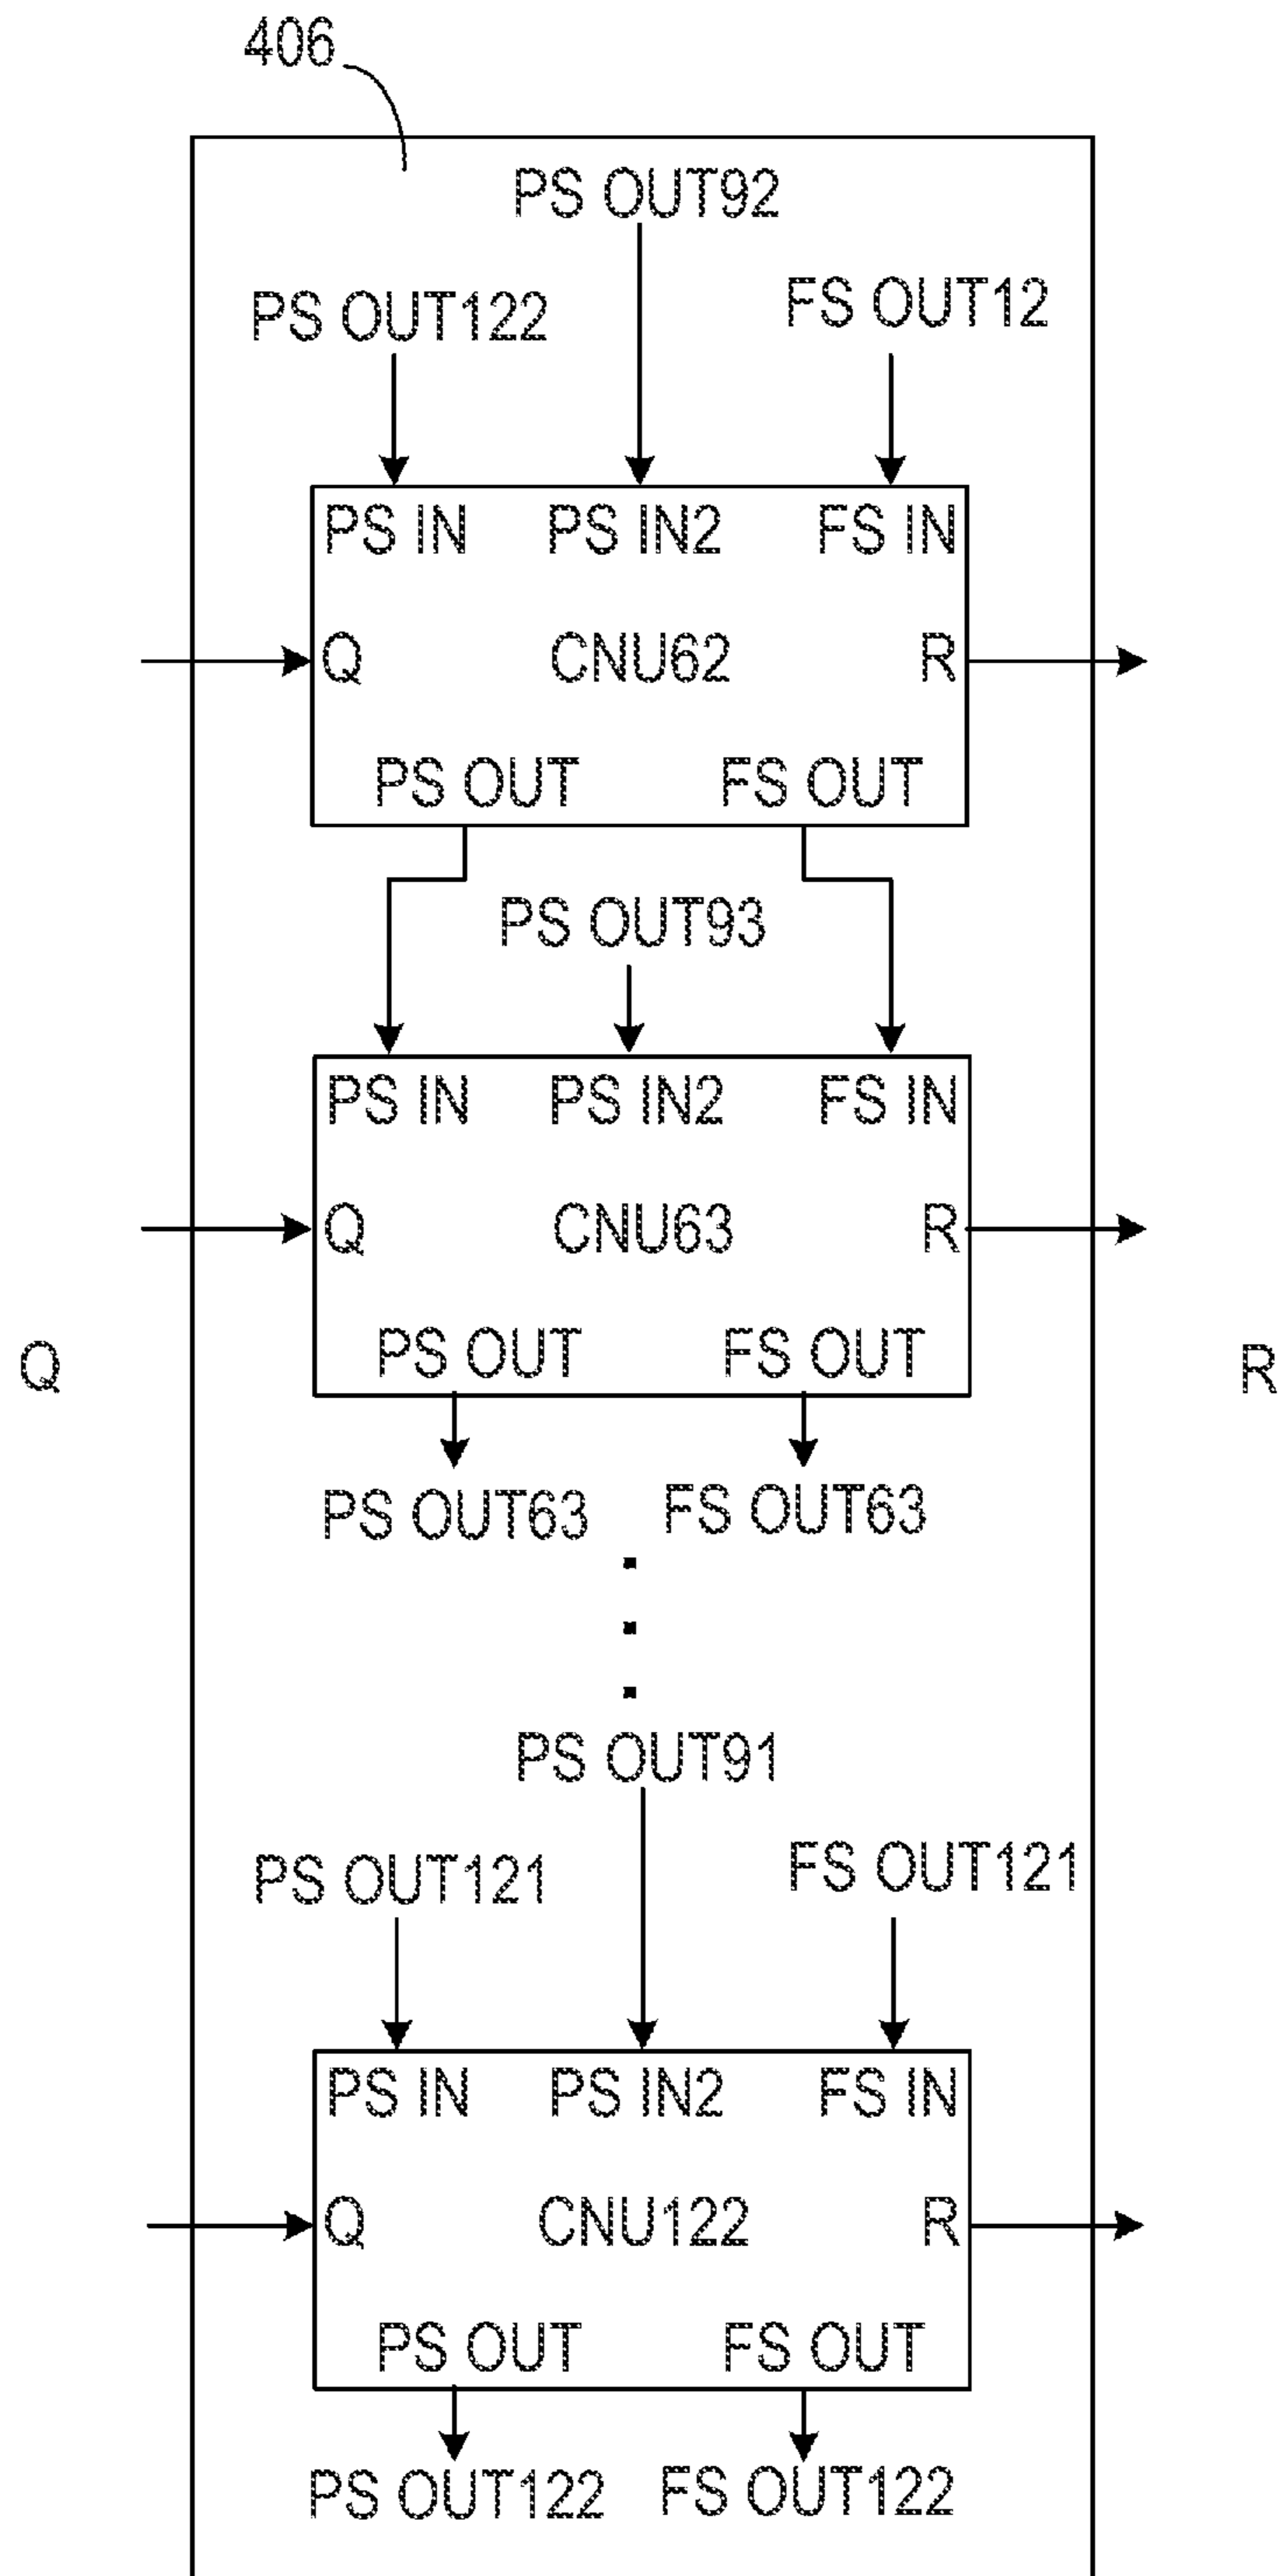 406
PS OUT92
PS OUT122 FS OUT12
PS IN PS IN2 FS IN
Q CNU62 R
PS OUT FS OUT
PS OUT93
PS IN PS IN2 FS IN
Q CNU63 R
PS OUT FS OUT
Q R
PS OUT63 FS OUT63
PS OUT91
PS OUT121 FS OUT121
PS IN PS IN2 FS IN
Q CNU122 R
PS OUT FS OUT
PS OUT122 FS OUT122